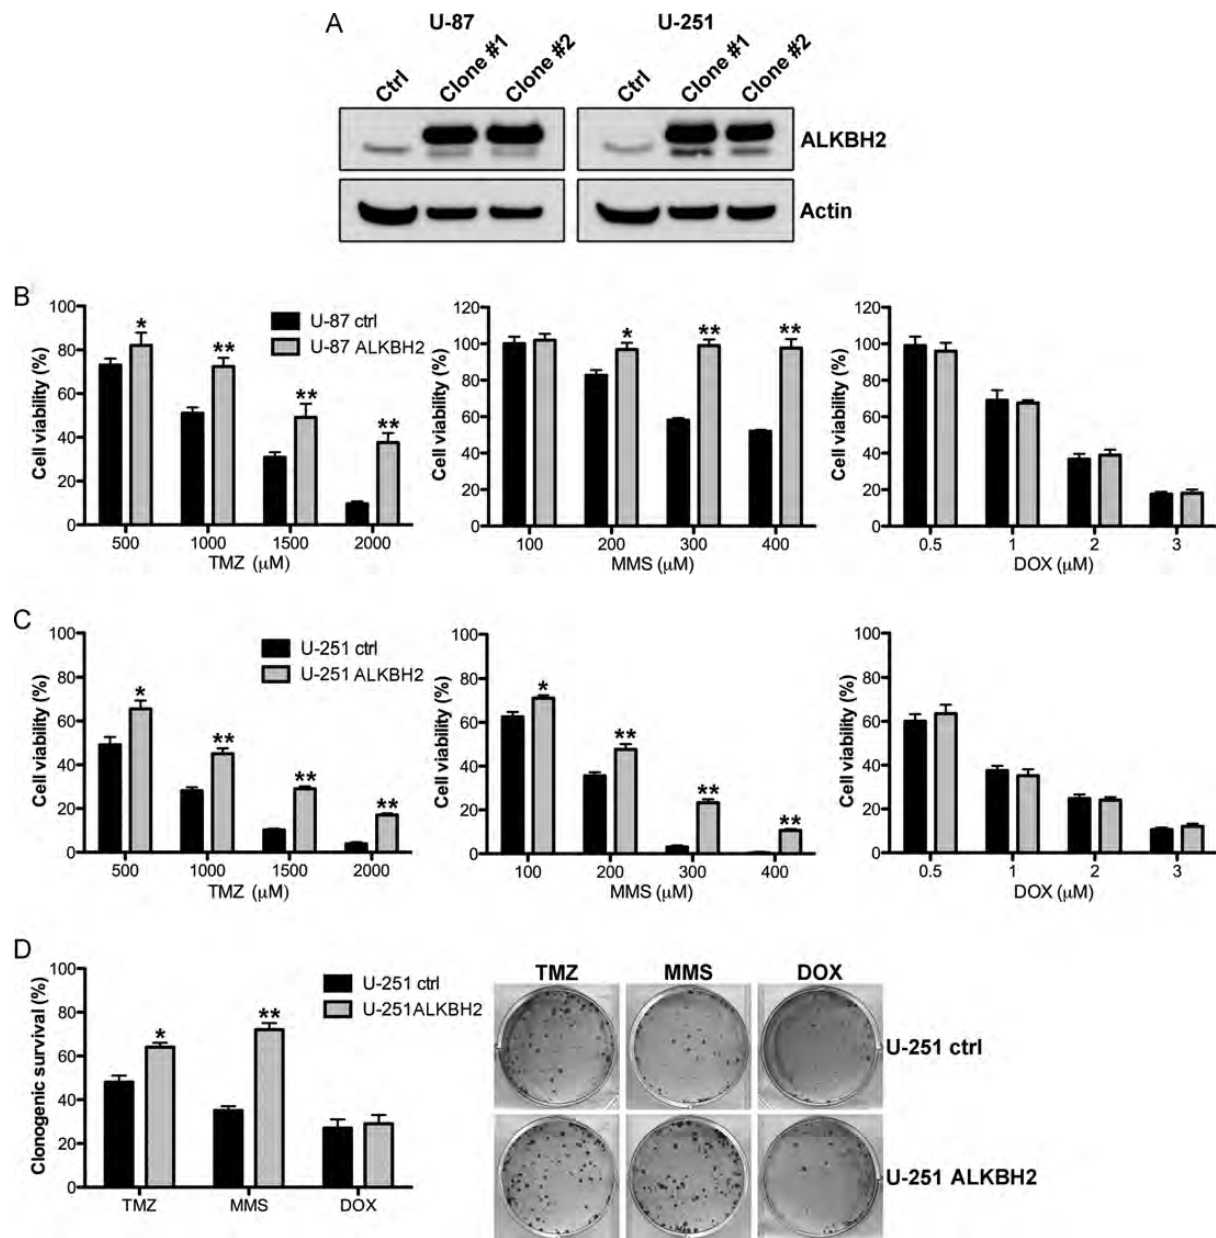 A
U-87
U-251
Ctrl
Clone #1
Clone #2
Ctrl
Clone #1
Clone #2
ALKBH2
Actin
B
Cell viability (%)
100
80
60
40
20
0
U-87 ctrl
U-87 ALKBH2
*
**
**
**
500 1000 1500 2000
TMZ (μM)
Cell viability (%)
120
100
80
60
40
20
0
*
**
**
100 200 300 400
MMS (μM)
Cell viability (%)
120
100
80
60
40
20
0
0.5 1 2 3
DOX (μM)
C
Cell viability (%)
100
80
60
40
20
0
U-251 ctrl
U-251 ALKBH2
*
**
**
**
500 1000 1500 2000
TMZ (μM)
Cell viability (%)
100
80
60
40
20
0
*
**
**
**
100 200 300 400
MMS (μM)
Cell viability (%)
100
80
60
40
20
0
0.5 1 2 3
DOX (μM)
D
Clonogenic survival (%)
100
80
60
40
20
0
U-251 ctrl
U-251ALKBH2
*
**
TMZ MMS DOX
TMZ MMS DOX
U-251 ctrl
U-251 ALKBH2